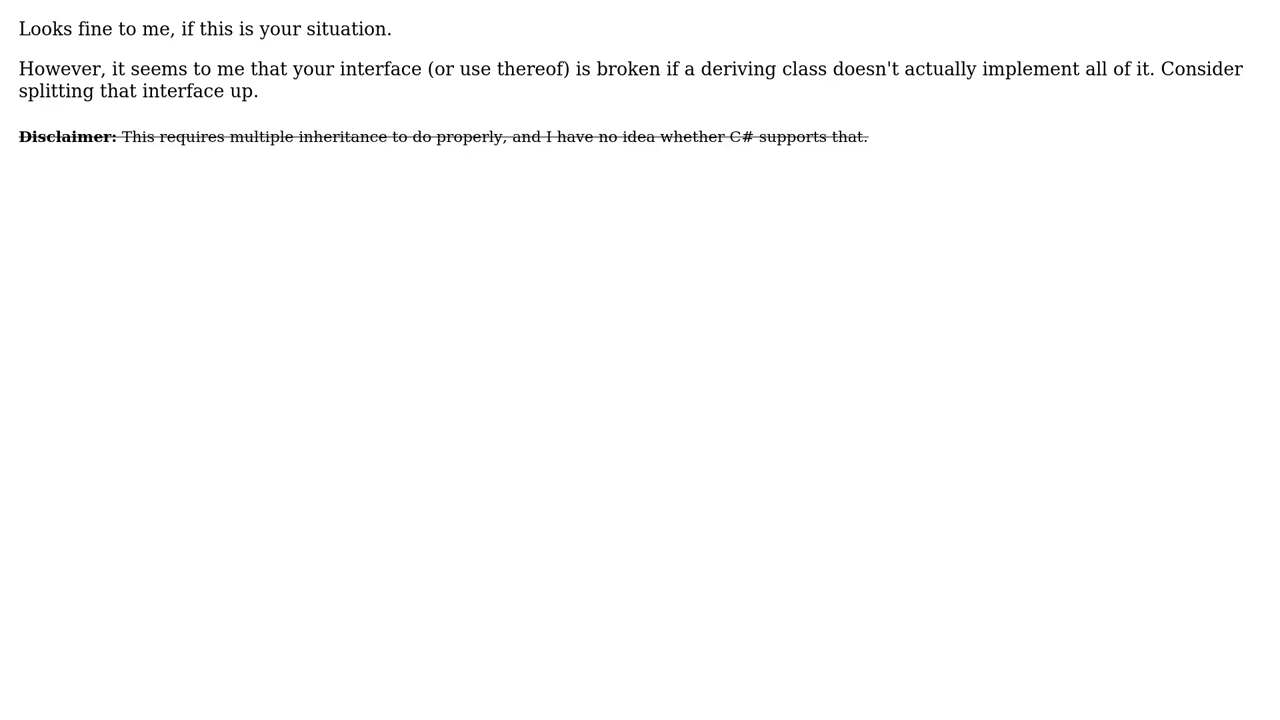 Looks fine to me, if this is your situation.
However, it seems to me that your interface (or use thereof) is broken if a deriving class doesn't actually implement all of it. Consider
splitting that interface up.
Disclaimer: This requires multiple inheritance to do properly, and I have no idea whether C# supports that.